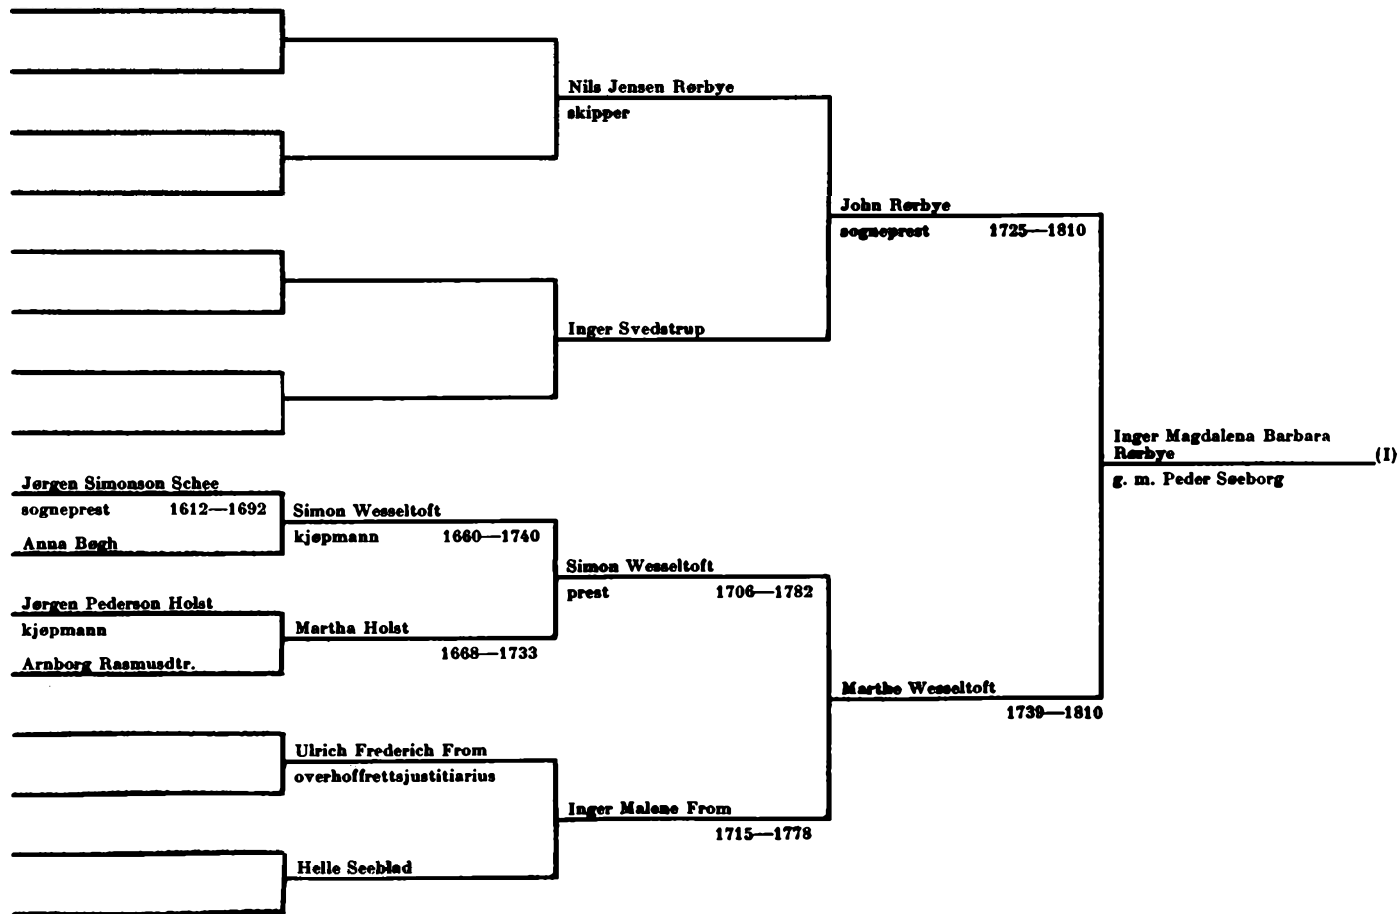 Nils Jensen Rørbye
skipper
John Rørbye
sogneprest 1725—1810
Inger Svedstrup
Inger Magdalena Barbara
Rørbye (I)
g. m. Peder Søeborg
Jørgen Simonson Schee
sogneprest 1612—1692
Anna Bøgh
Simon Wesseltoft
kjøpmann 1660—1740
Jørgen Pederson Holst
kjøpmann
Arnborg Rasmusdtr.
Martha Holst
1668—1733
Simon Wesseltoft
prest 1706—1782
Marthe Wesseltoft
1739—1810
Ulrich Frederich From
overhoffrettsjustitiarius
Inger Malene From
1715—1778
Helle Seeblad